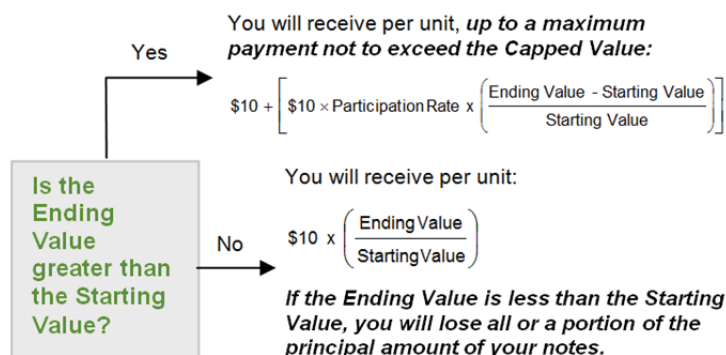 You will receive per unit, up to a maximum
payment not to exceed the Capped Value:
Yes
$10 + [ $10 × Participation Rate x ( Ending Value - Starting Value / Starting Value ) ]
Is the
Ending
Value
greater than
the Starting
Value?
No
You will receive per unit:
$10 x ( Ending Value / Starting Value )
If the Ending Value is less than the Starting
Value, you will lose all or a portion of the
principal amount of your notes.